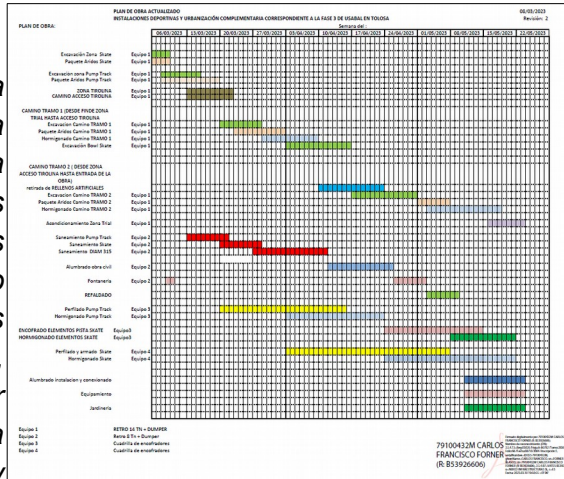 PLAN DE OBRA ACTUALIZADO 08/03/2023
INSTALACIONES DEPORTIVAS Y URBANIZACIÓN COMPLEMENTARIA CORRESPONDIENTE A LA FASE 3 DE USABAL EN TOLOSA Revisión: 2
PLAN DE OBRA: Semana del :
06/03/2023 13/03/2023 20/03/2023 27/03/2023 03/04/2023 10/04/2023 17/04/2023 24/04/2023 01/05/2023 08/05/2023 15/05/2023 22/05/2023
Excavación Zona Skate Equipo 1
Paquete Aridos Skate Equipo 1
Excavacion zona Pump Track Equipo 1
Paquete Aridos Pump Track Equipo 1
ZONA TIROLINA Equipo 1
CAMINO ACCESO TIROLINA Equipo 1
CAMINO TRAMO 1 (DESDE FINDE ZONA
TRIAL HASTA ACCESO TIROLINA
Excavacion Camino TRAMO 1 Equipo 1
Paquete Aridos Camino TRAMO 1 Equipo 1
Hormigonado Camino TRAMO 1 Equipo 1
Excavación Bowl Skate Equipo 1
CAMINO TRAMO 2 ( DESDE ZONA
ACCESO TIROLINA HASTA ENTRADA DE LA
OBRA)
retirada de RELLENOS ARTIFICIALES
Excavacion Camino TRAMO 2 Equipo 1
Paquete Aridos Camino TRAMO 2 Equipo 1
Hormigonado Camino TRAMO 2 Equipo 1
Acondicionamiento Zona Trial Equipo 1
Saneamiento Pump Track Equipo 2
Saneamiento Skate Equipo 2
Saneamiento DIAM 315 Equipo 2
Alumbrado obra civil Equipo 2
Fontanería Equipo 2
REFALDADO
Perfilado Pump Track Equipo 3
Hormigonado Pump Track Equipo 3
ENCOFRADO ELEMENTOS PISTA SKATE Equipo3
HORMIGONADO ELEMENTOS SKATE Equipo3
Perfilado y armado Skate Equipo 4
Hormigonado Skate Equipo 4
Alumbrado instalacion y conexionado
Equipamiento
Jardinería
Equipo 1 RETRO 14 TN + DUMPER
Equipo 2 Retro 8 Tn + Dumper
Equipo 3 Cuadrilla de encofradores
Equipo 4 Cuadrilla de encofradores
79100432M CARLOS
FRANCISCO FORNER
(R: B53926606)